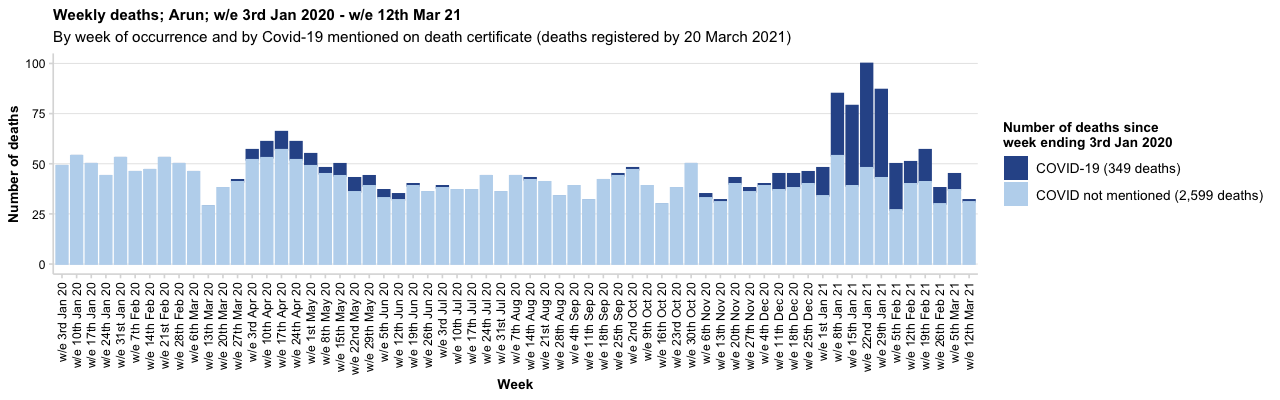 Weekly deaths; Arun; w/e 3rd Jan 2020 - w/e 12th Mar 21
By week of occurrence and by Covid-19 mentioned on death certificate (deaths registered by 20 March 2021)
Number of deaths
100
75
50
25
0
w/e 3rd Jan 20
w/e 10th Jan 20
w/e 17th Jan 20
w/e 24th Jan 20
w/e 31st Jan 20
w/e 7th Feb 20
w/e 14th Feb 20
w/e 21st Feb 20
w/e 28th Feb 20
w/e 6th Mar 20
w/e 13th Mar 20
w/e 20th Mar 20
w/e 27th Mar 20
w/e 3rd Apr 20
w/e 10th Apr 20
w/e 17th Apr 20
w/e 24th Apr 20
w/e 1st May 20
w/e 8th May 20
w/e 15th May 20
w/e 22nd May 20
w/e 29th May 20
w/e 5th Jun 20
w/e 12th Jun 20
w/e 19th Jun 20
w/e 26th Jun 20
w/e 3rd Jul 20
w/e 10th Jul 20
w/e 17th Jul 20
w/e 24th Jul 20
w/e 31st Jul 20
w/e 7th Aug 20
w/e 14th Aug 20
w/e 21st Aug 20
w/e 28th Aug 20
w/e 4th Sep 20
w/e 11th Sep 20
w/e 18th Sep 20
w/e 25th Sep 20
w/e 2nd Oct 20
w/e 9th Oct 20
w/e 16th Oct 20
w/e 23rd Oct 20
w/e 30th Oct 20
w/e 6th Nov 20
w/e 13th Nov 20
w/e 20th Nov 20
w/e 27th Nov 20
w/e 4th Dec 20
w/e 11th Dec 20
w/e 18th Dec 20
w/e 25th Dec 20
w/e 1st Jan 21
w/e 8th Jan 21
w/e 15th Jan 21
w/e 22nd Jan 21
w/e 29th Jan 21
w/e 5th Feb 21
w/e 12th Feb 21
w/e 19th Feb 21
w/e 26th Feb 21
w/e 5th Mar 21
w/e 12th Mar 21
Week
Number of deaths since
week ending 3rd Jan 2020
COVID-19 (349 deaths)
COVID not mentioned (2,599 deaths)